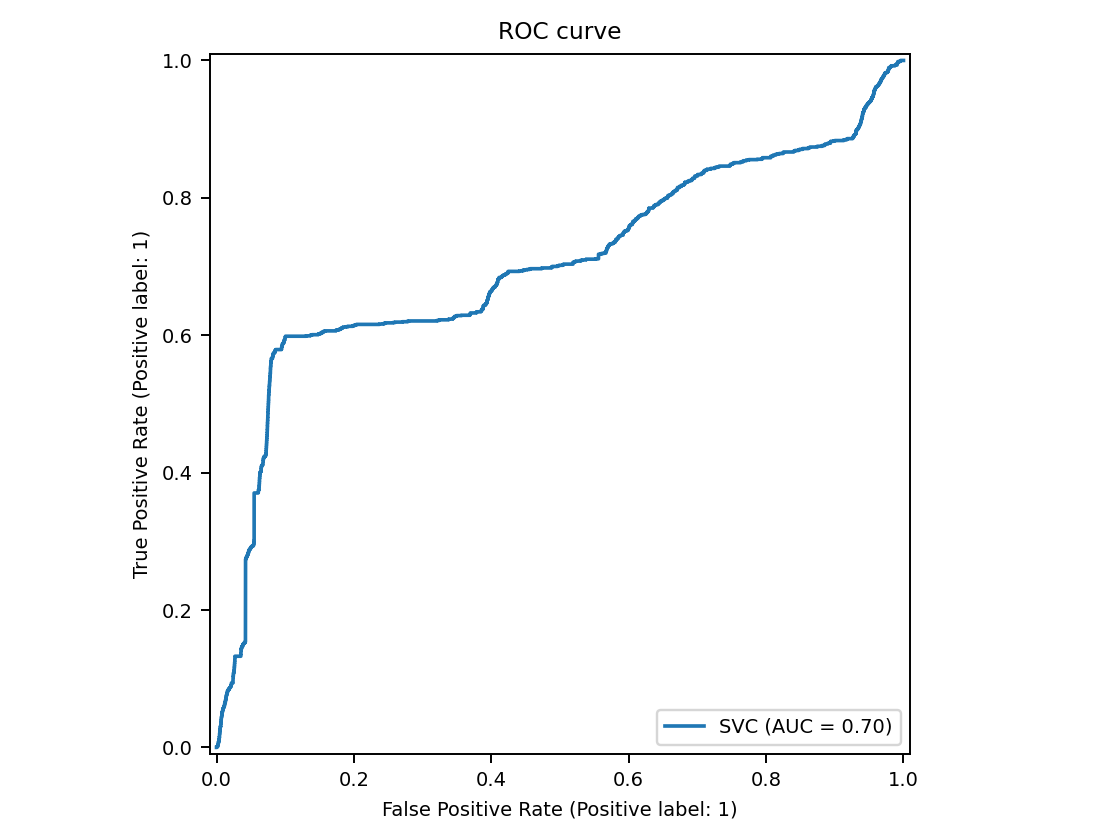 ROC curve
1.0
0.8
0.6
0.4
0.2
0.0
True Positive Rate (Positive label: 1)
SVC (AUC = 0.70)
0.0 0.2 0.4 0.6 0.8 1.0
False Positive Rate (Positive label: 1)